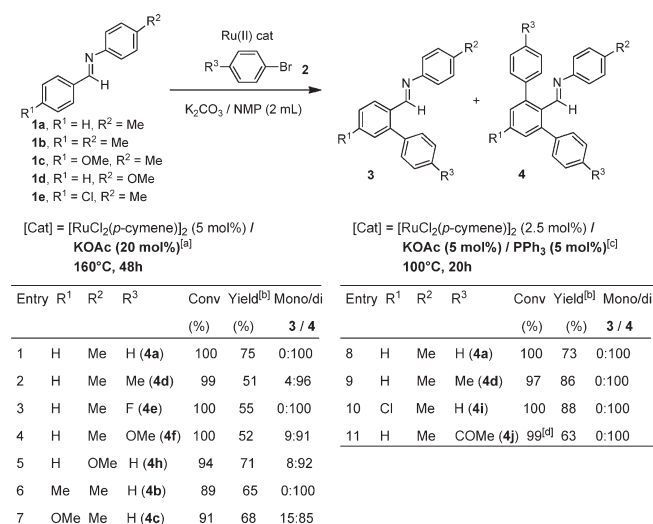 R²
Ru(II) cat
R³ Br 2
N
H
R¹
K₂CO₃ / NMP (2 mL)
1a, R¹ = H, R² = Me
1b, R¹ = R² = Me
1c, R¹ = OMe, R² = Me
1d, R¹ = H, R² = OMe
1e, R¹ = Cl, R² = Me
R²
N
H
R¹
R³
3
+
R³
R²
N
H
R¹
R³
4
[Cat] = [RuCl₂(p-cymene)]₂ (5 mol%) /
KOAc (20 mol%)[a]
160°C, 48h
Entry R¹ R² R³ Conv Yield[b] Mono/di
(%) (%) 3 / 4
1 H Me H (4a) 100 75 0:100
2 H Me Me (4d) 99 51 4:96
3 H Me F (4e) 100 55 0:100
4 H Me OMe (4f) 100 52 9:91
5 H OMe H (4h) 94 71 8:92
6 Me Me H (4b) 89 65 0:100
7 OMe Me H (4c) 91 68 15:85
[Cat] = [RuCl₂(p-cymene)]₂ (2.5 mol%) /
KOAc (5 mol%) / PPh₃ (5 mol%)[c]
100°C, 20h
Entry R¹ R² R³ Conv Yield[b] Mono/di
(%) (%) 3 / 4
8 H Me H (4a) 100 73 0:100
9 H Me Me (4d) 97 86 0:100
10 Cl Me H (4i) 100 88 0:100
11 H Me COMe (4j) 99[d] 63 0:100